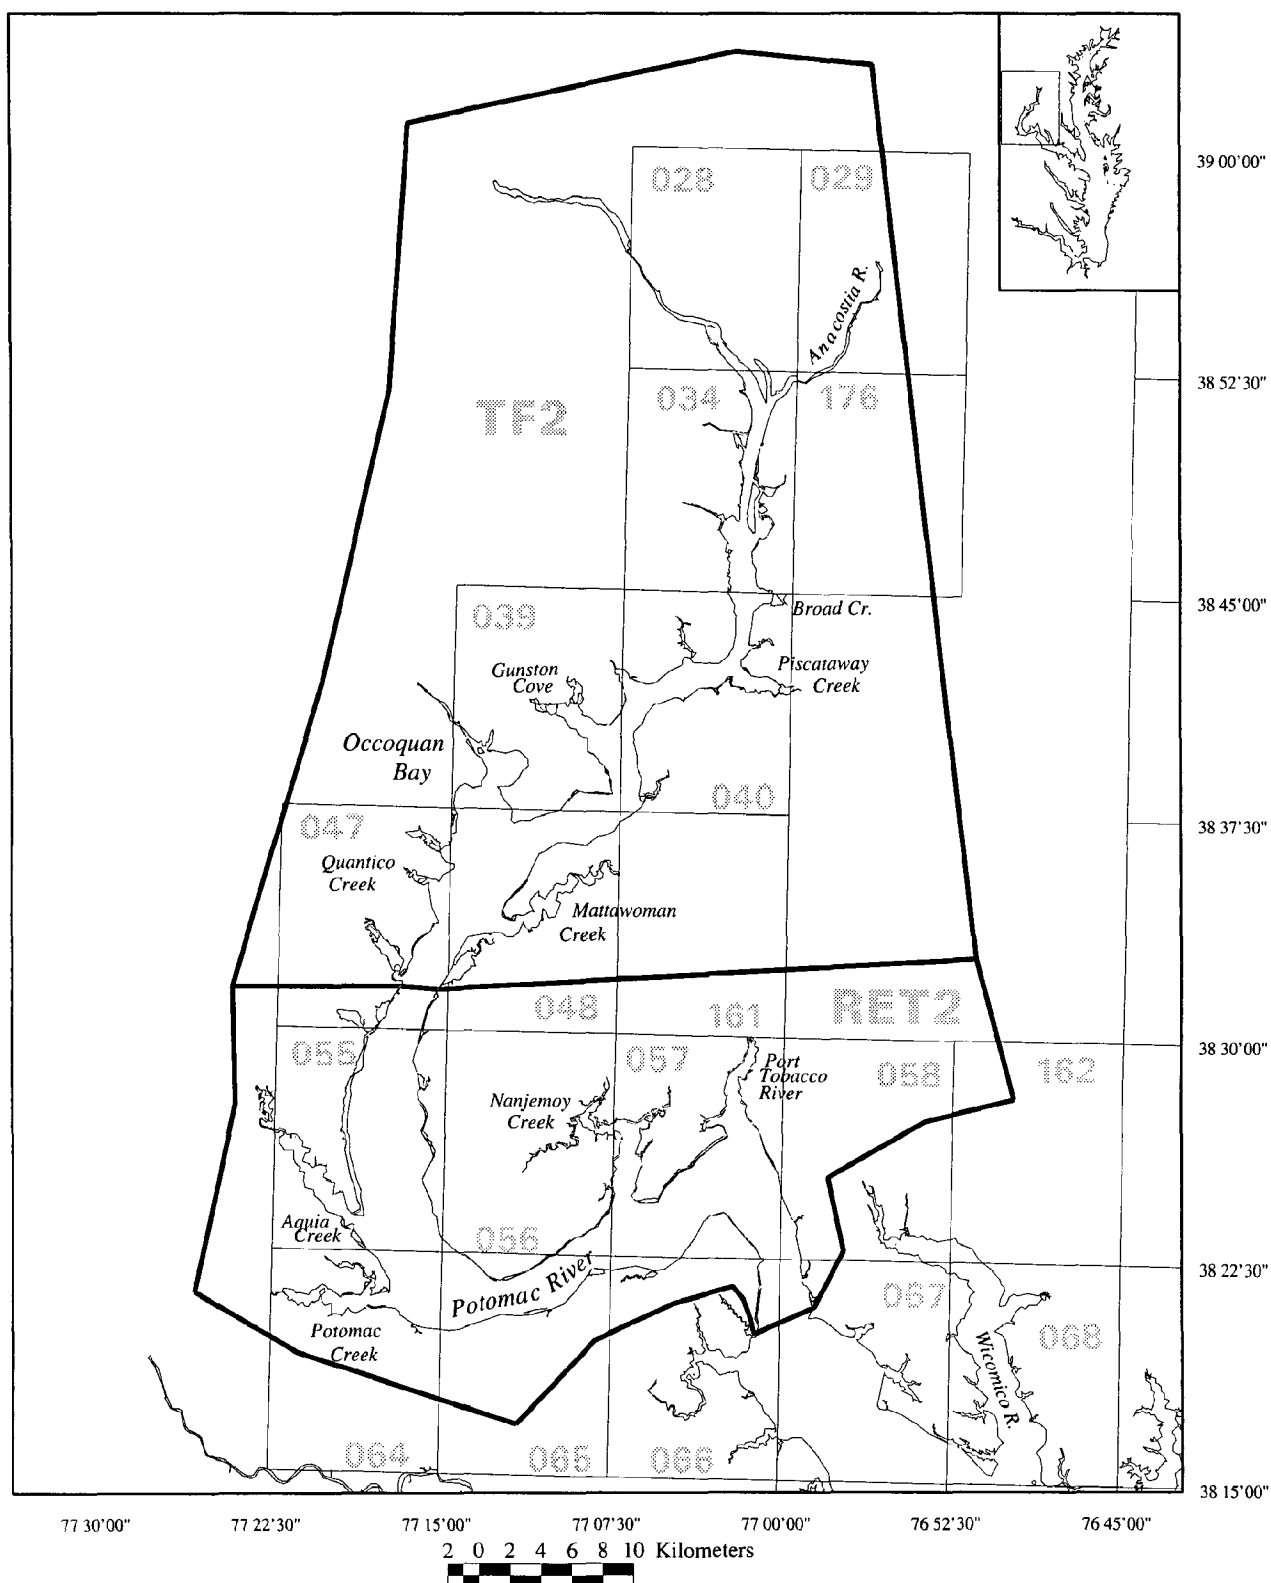 028
029
39 00'00"
Anacostia R.
38 52'30"
034
176
TF2
38 45'00"
039
Broad Cr.
Gunston
Cove
Piscataway
Creek
Occoquan
Bay
040
047
38 37'30"
Quantico
Creek
Mattawoman
Creek
048
161
RET2
055
057
058
162
38 30'00"
Port
Tobacco
River
Nanjemoy
Creek
Aquia
Creek
056
Potomac River
38 22'30"
067
068
Potomac
Creek
Wicomico R.
064
065
066
38 15'00"
77 30'00"
77 22'30"
77 15'00"
77 07'30"
77 00'00"
76 52'30"
76 45'00"
2 0 2 4 6 8 10 Kilometers